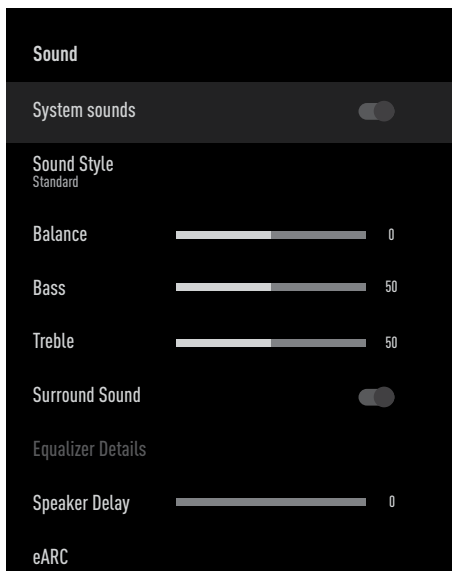 Sound
System sounds
Sound Style
Standard
Balance 0
Bass 50
Treble 50
Surround Sound
Equalizer Details
Speaker Delay 0
eARC